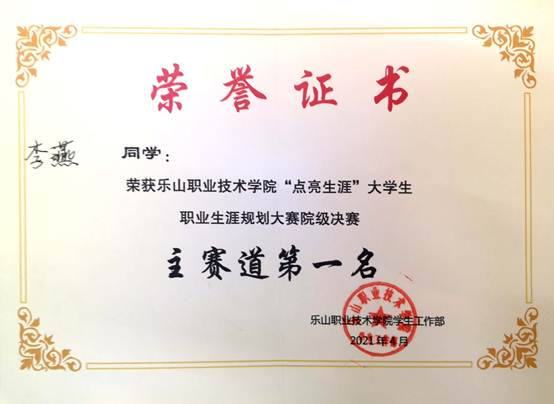 荣誉证书
李燕 同学：
荣获乐山职业技术学院“点亮生涯”大学生
职业生涯规划大赛院级决赛
主赛道第一名
乐山职业技术学院学生工作部
2021年4月